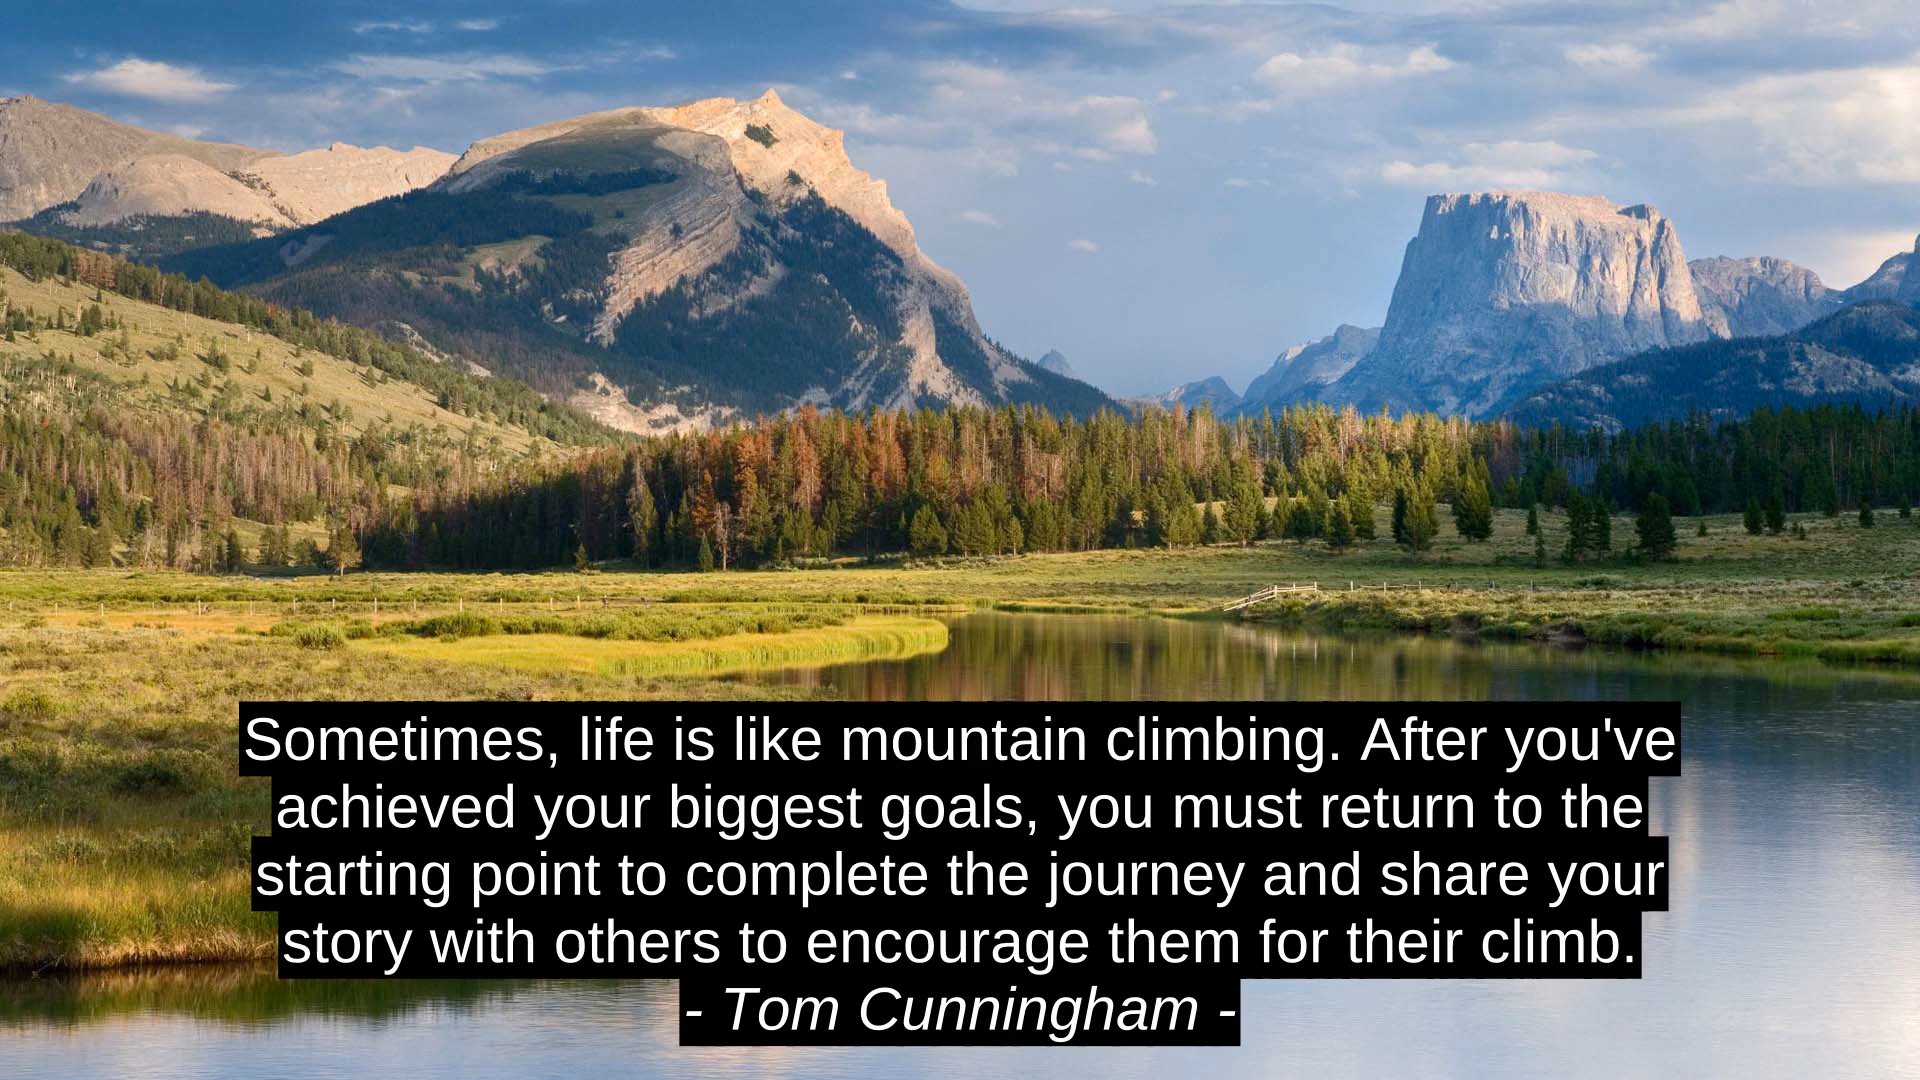 Sometimes, life is like mountain climbing. After you've
achieved your biggest goals, you must return to the
starting point to complete the journey and share your
story with others to encourage them for their climb.
- Tom Cunningham -